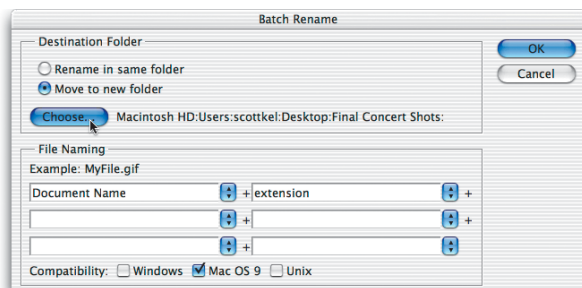 Batch Rename
Destination Folder
OK
Rename in same folder
Cancel
Move to new folder
Choose... Macintosh HD:Users:scottkel:Desktop:Final Concert Shots:
File Naming
Example: MyFile.gif
Document Name + extension +
+ +
+
Compatibility: Windows Mac OS 9 Unix